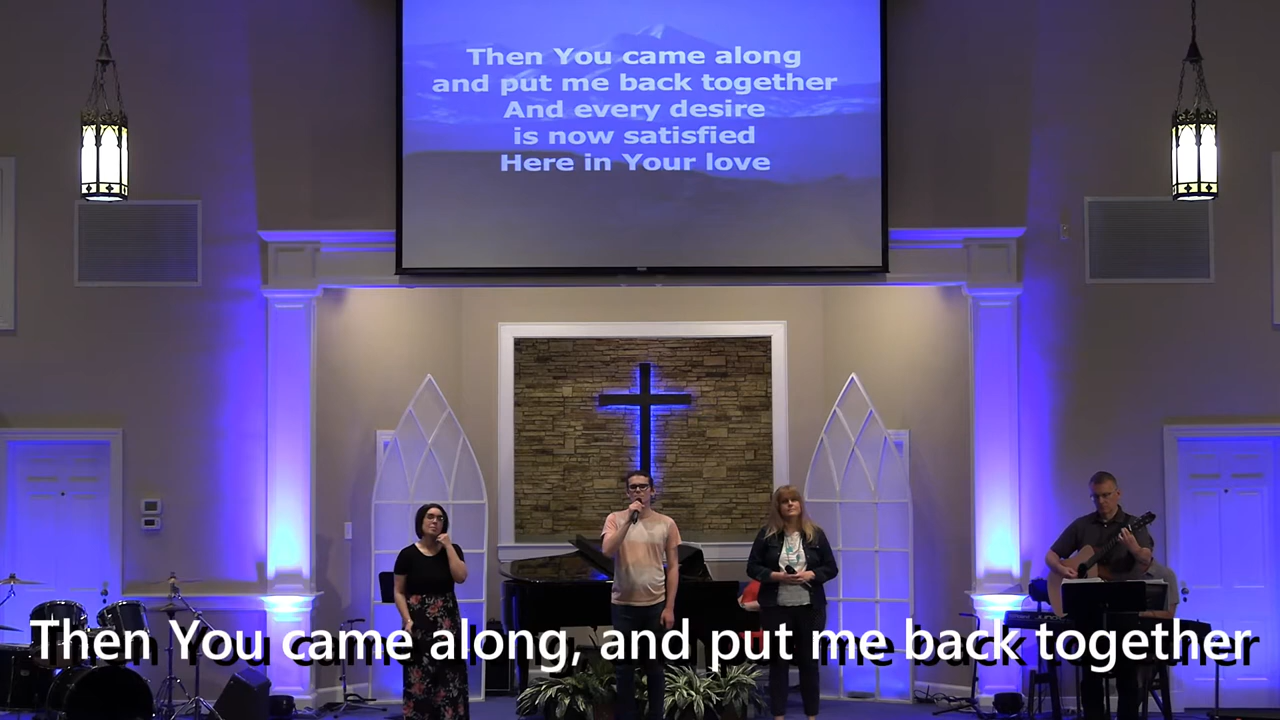 Then You came along
and put me back together
And every desire
is now satisfied
Here in Your love
Then You came along, and put me back together